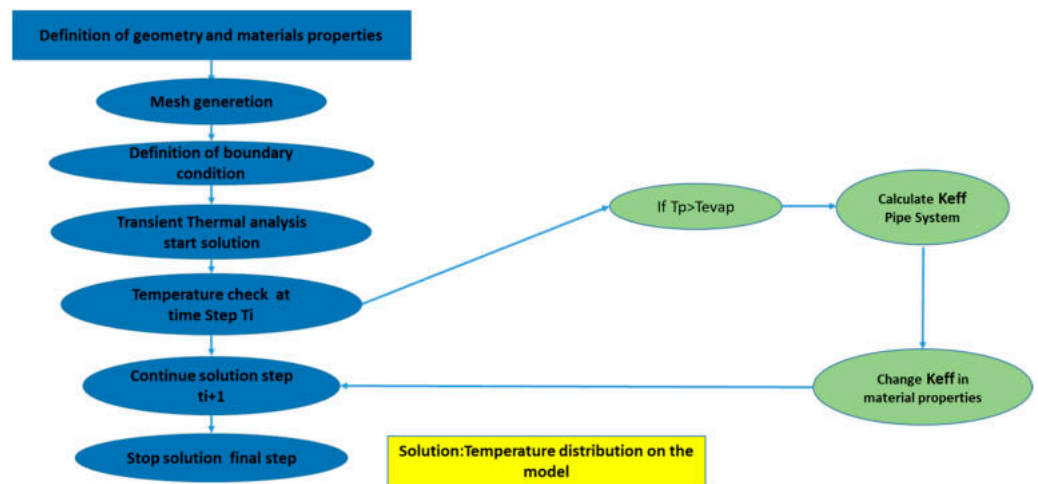 Definition of geometry and materials properties
Mesh generetion
Definition of boundary
condition
Transient Thermal analysis
start solution
Temperature check at
time Step Ti
Continue solution step
ti+1
Stop solution final step
If Tp>Tevap
Calculate Keff
Pipe System
Change Keff in
material properties
Solution:Temperature distribution on the
model